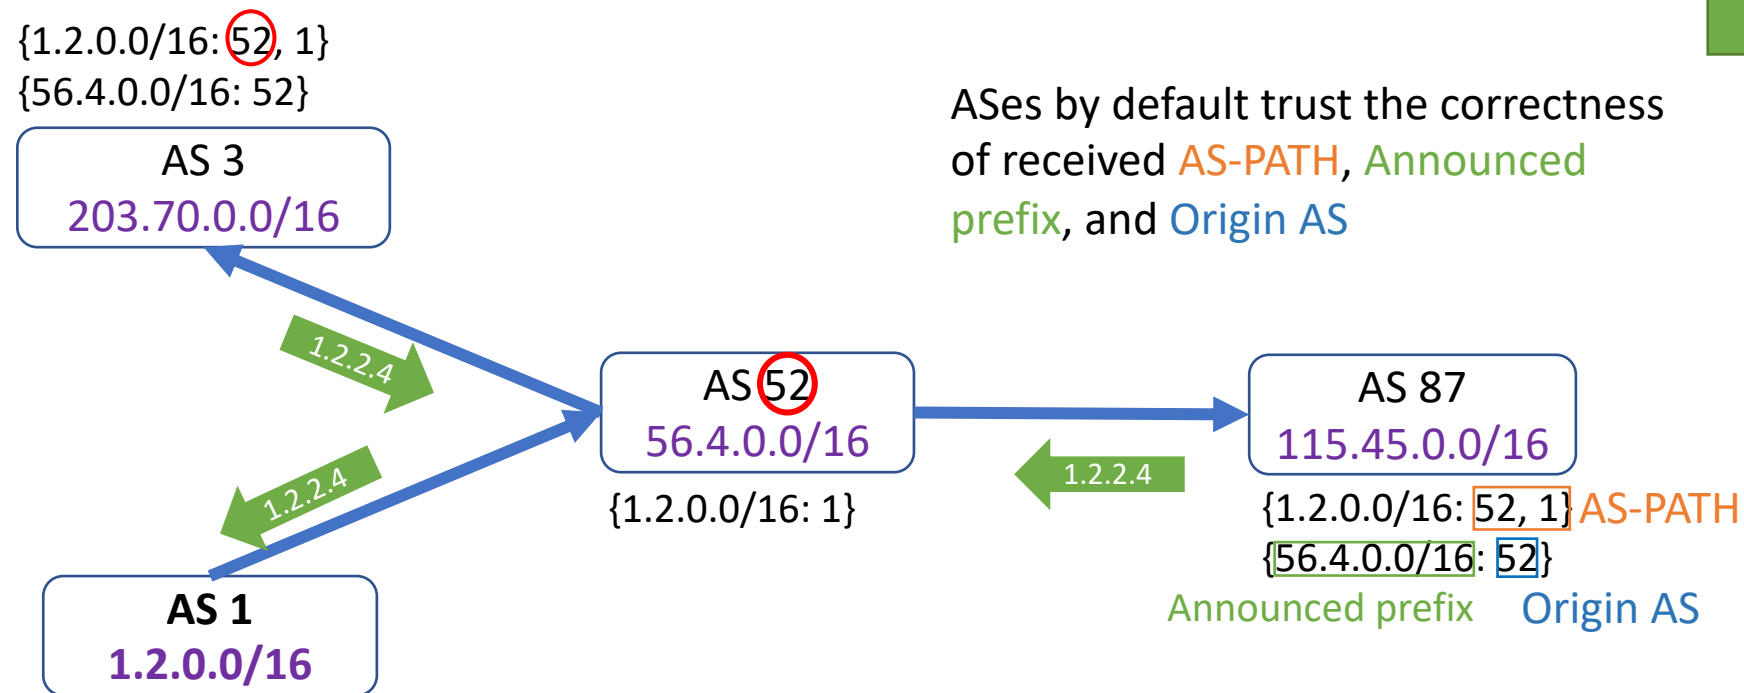 {1.2.0.0/16: 52, 1}
{56.4.0.0/16: 52}
AS 3
203.70.0.0/16
ASes by default trust the correctness
of received AS-PATH, Announced
prefix, and Origin AS
1.2.2.4
AS 52
56.4.0.0/16
{1.2.0.0/16: 1}
1.2.2.4
1.2.2.4
AS 87
115.45.0.0/16
{1.2.0.0/16: 52, 1} AS-PATH
{56.4.0.0/16: 52}
Announced prefix Origin AS
AS 1
1.2.0.0/16